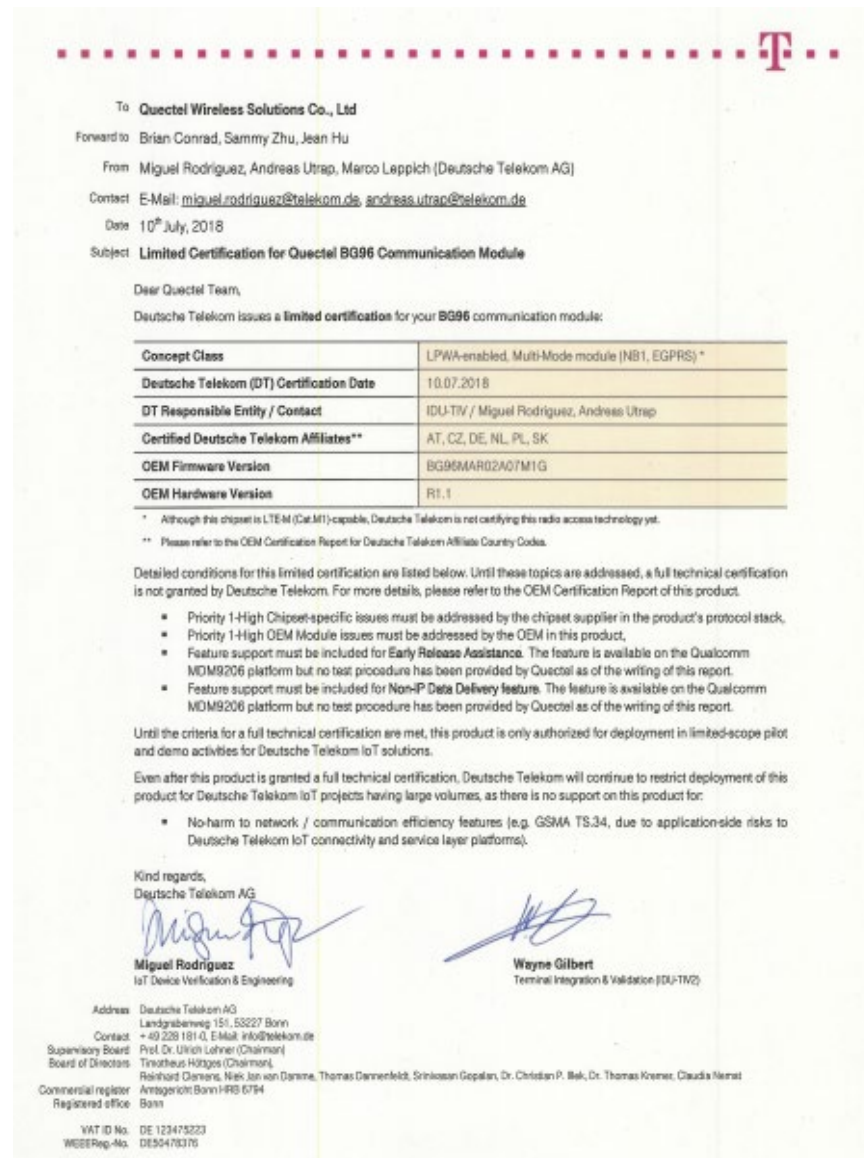 T
To Quectel Wireless Solutions Co., Ltd
Forward to Brian Conrad, Sammy Zhu, Jean Hu
From Miguel Rodriguez, Andreas Utrap, Marco Leppich (Deutsche Telekom AG)
Contact E-Mail: miguel.rodriguez@telekom.de, andreas.utrap@telekom.de
Date 10th July, 2018
Subject Limited Certification for Quectel BG96 Communication Module
Dear Quectel Team,
Deutsche Telekom issues a limited certification for your BG96 communication module:
Concept Class LPWA-enabled, Multi-Mode module (NB1, EGPRS) *
Deutsche Telekom (DT) Certification Date 10.07.2018
DT Responsible Entity / Contact IDU-TIV / Miguel Rodriguez, Andreas Utrap
Certified Deutsche Telekom Affiliates** AT, CZ, DE, NL, PL, SK
OEM Firmware Version BG96MAR02A07M1G
OEM Hardware Version R1.1
* Although this chipset is LTE-M (Cat.M1)-capable, Deutsche Telekom is not certifying this radio access technology yet.
** Please refer to the OEM Certification Report for Deutsche Telekom Affiliate Country Codes.
Detailed conditions for this limited certification are listed below. Until these topics are addressed, a full technical certification
is not granted by Deutsche Telekom. For more details, please refer to the OEM Certification Report of this product.
▪ Priority 1-High Chipset-specific issues must be addressed by the chipset supplier in the product's protocol stack,
▪ Priority 1-High OEM Module issues must be addressed by the OEM in this product,
▪ Feature support must be included for Early Release Assistance. The feature is available on the Qualcomm
MDM9206 platform but no test procedure has been provided by Quectel as of the writing of this report.
▪ Feature support must be included for Non-IP Data Delivery feature. The feature is available on the Qualcomm
MDM9206 platform but no test procedure has been provided by Quectel as of the writing of this report.
Until the criteria for a full technical certification are met, this product is only authorized for deployment in limited-scope pilot
and demo activities for Deutsche Telekom IoT solutions.
Even after this product is granted a full technical certification, Deutsche Telekom will continue to restrict deployment of this
product for Deutsche Telekom IoT projects having large volumes, as there is no support on this product for:
▪ No-harm to network / communication efficiency features (e.g. GSMA TS.34, due to application-side risks to
Deutsche Telekom IoT connectivity and service layer platforms).
Kind regards,
Deutsche Telekom AG
Miguel Rodriguez Wayne Gilbert
IoT Device Verification & Engineering Terminal Integration & Validation (IDU-TIV2)
Address Deutsche Telekom AG
Landgrabenweg 151, 53227 Bonn
Contact + 49 228 181-0, E-Mail: info@telekom.de
Supervisory Board Prof. Dr. Ulrich Lehner (Chairman)
Board of Directors Timotheus Höttges (Chairman),
Reinhard Clemens, Niek Jan van Damme, Thomas Dannenfeldt, Srinivasan Gopalan, Dr. Christian P. Illek, Dr. Thomas Kremer, Claudia Nemat
Commercial register Amtsgericht Bonn HRB 6794
Registered office Bonn
VAT ID No. DE 123475223
WEEEReg.-No. DE50478376